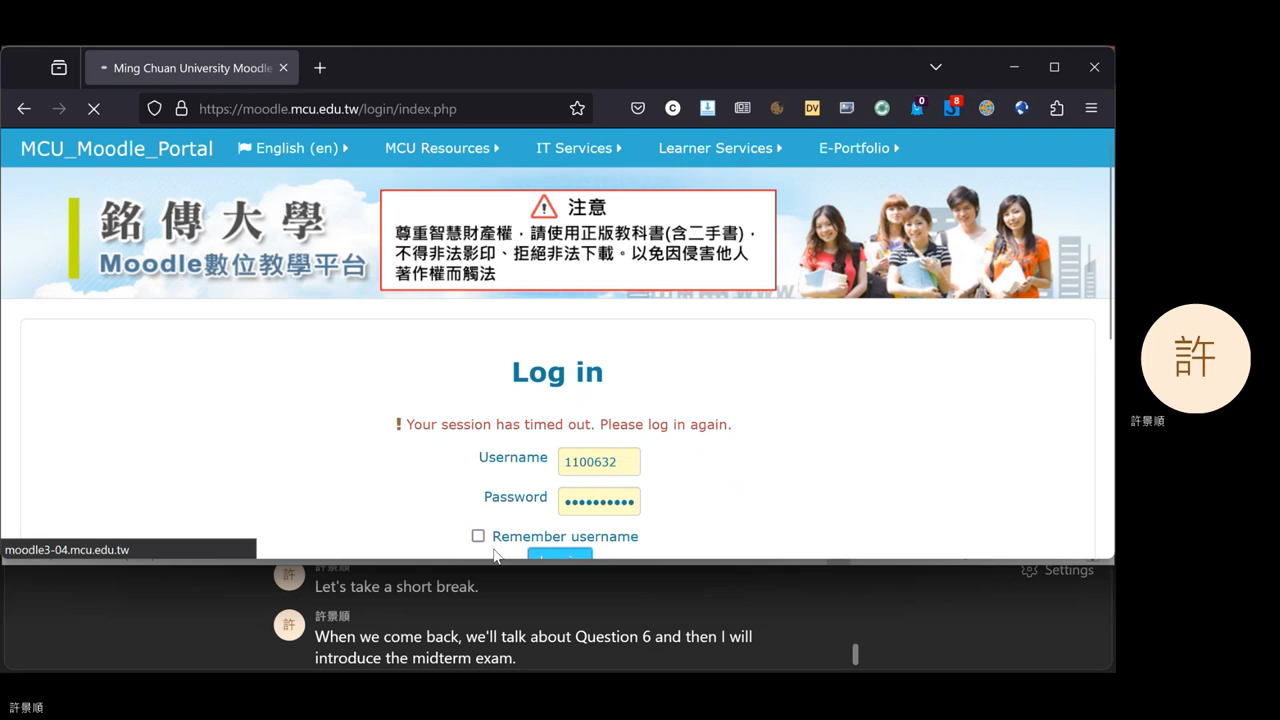 Ming Chuan University Moodle
https://moodle.mcu.edu.tw/login/index.php
C
DV
0
8
MCU_Moodle_Portal
English (en)
MCU Resources
IT Services
Learner Services
E-Portfolio
銘傳大學
Moodle數位教學平台
注意
尊重智慧財產權，請使用正版教科書(含二手書)，
不得非法影印、拒絕非法下載。以免因侵害他人
著作權而觸法
Log in
Your session has timed out. Please log in again.
Username
1100632
Password
Remember username
moodle3-04.mcu.edu.tw
許
許景順
Let's take a short break.
Settings
許
許景順
When we come back, we'll talk about Question 6 and then I will
introduce the midterm exam.
許
許景順
許景順